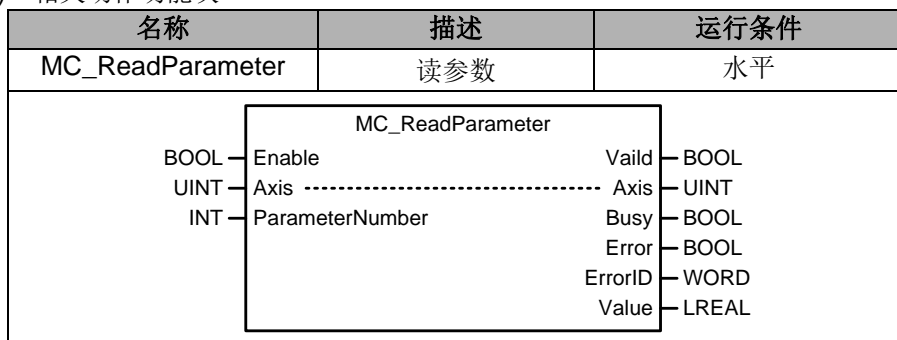 名称 描述 运行条件
MC_ReadParameter 读参数 水平
MC_ReadParameter
BOOL Enable Vaild BOOL
UINT Axis Axis UINT
INT ParameterNumber Busy BOOL
Error BOOL
ErrorID WORD
Value LREAL